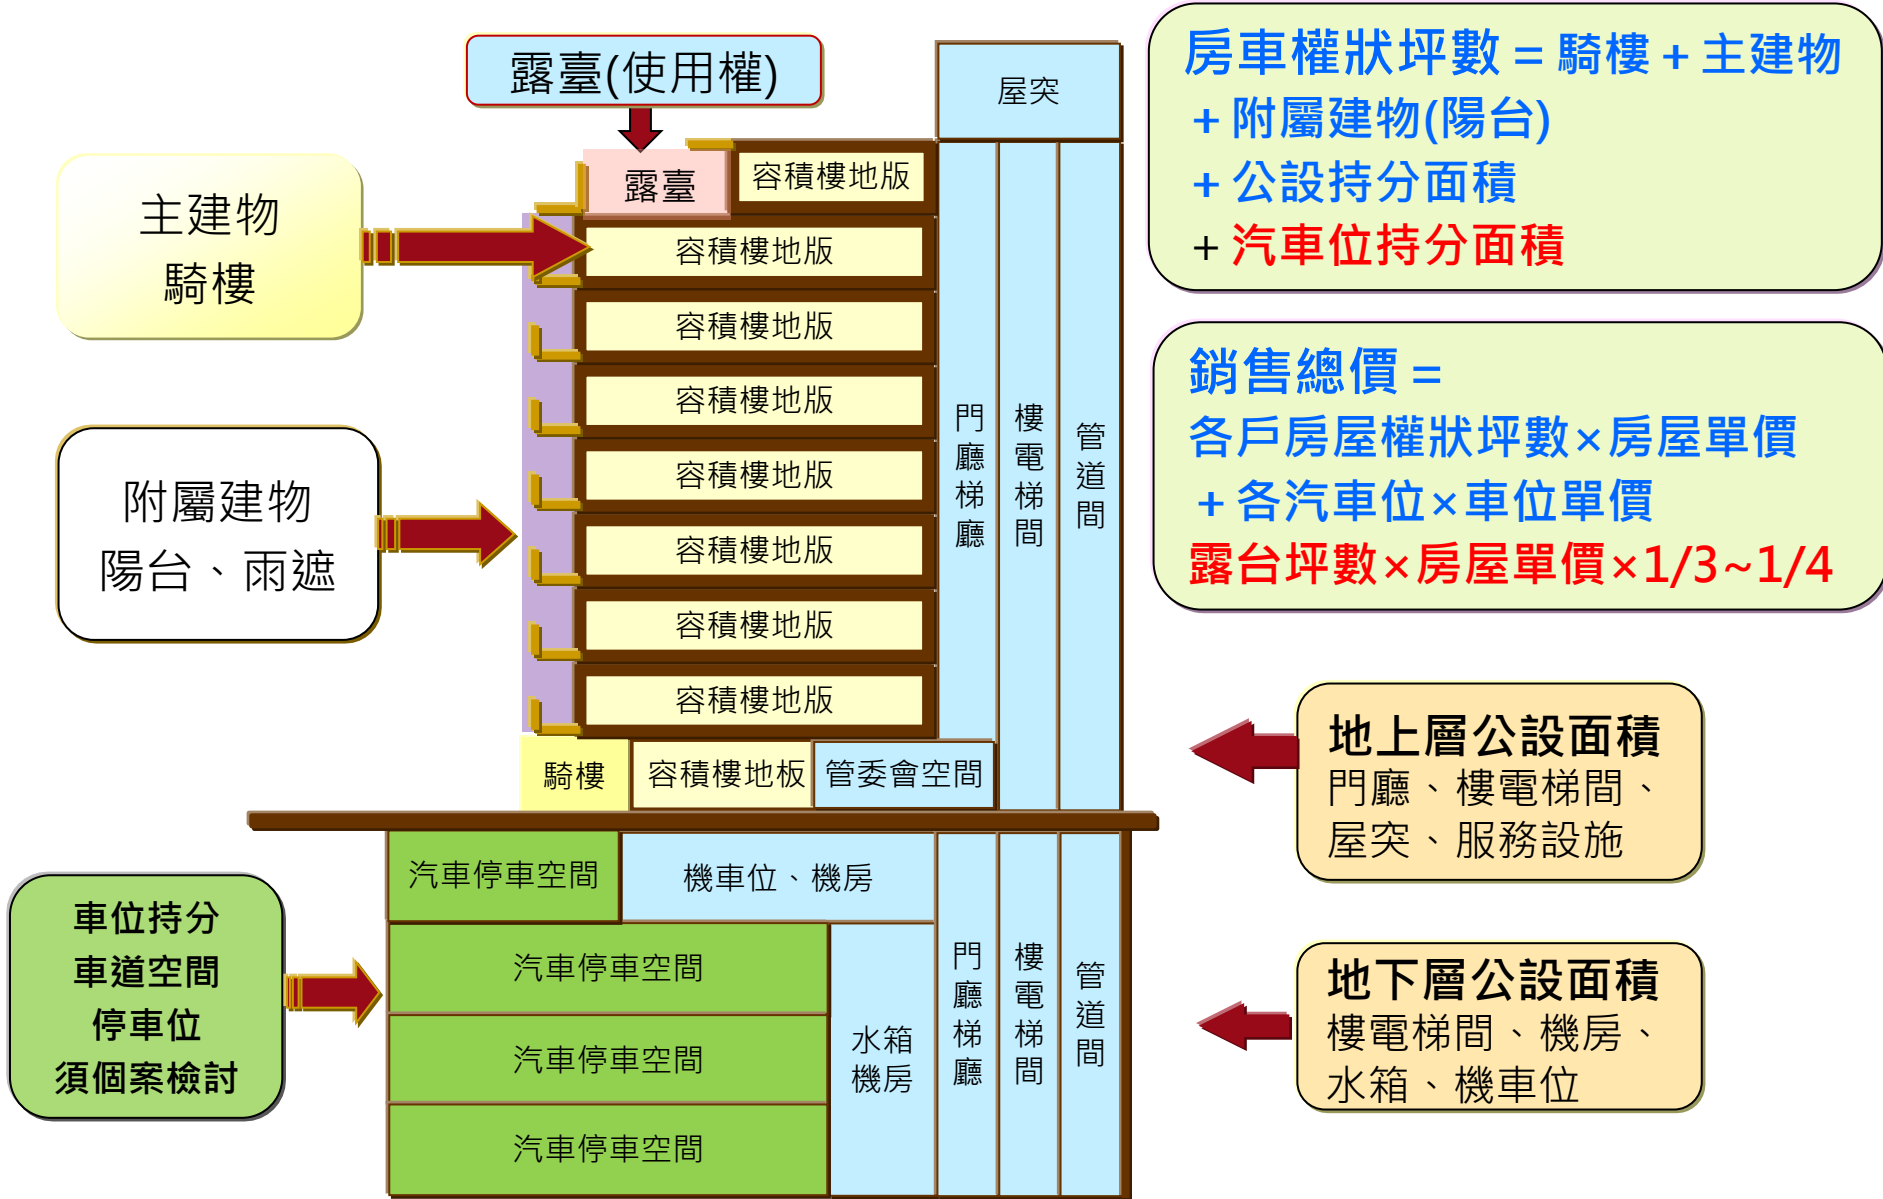 露臺(使用權)
屋突
露臺
容積樓地版
容積樓地版
容積樓地版
容積樓地版
容積樓地版
容積樓地版
容積樓地版
容積樓地版
門廳梯廳
樓電梯間
管道間
騎樓
容積樓地板
管委會空間
汽車停車空間
機車位、機房
汽車停車空間
汽車停車空間
汽車停車空間
水箱
機房
門廳梯廳
樓電梯間
管道間
主建物
騎樓
附屬建物
陽台、雨遮
車位持分
車道空間
停車位
須個案檢討
房車權狀坪數 = 騎樓 + 主建物
+ 附屬建物(陽台)
+ 公設持分面積
+ 汽車位持分面積
銷售總價 =
各戶房屋權狀坪數×房屋單價
+ 各汽車位×車位單價
露台坪數×房屋單價×1/3~1/4
地上層公設面積
門廳、樓電梯間、
屋突、服務設施
地下層公設面積
樓電梯間、機房、
水箱、機車位